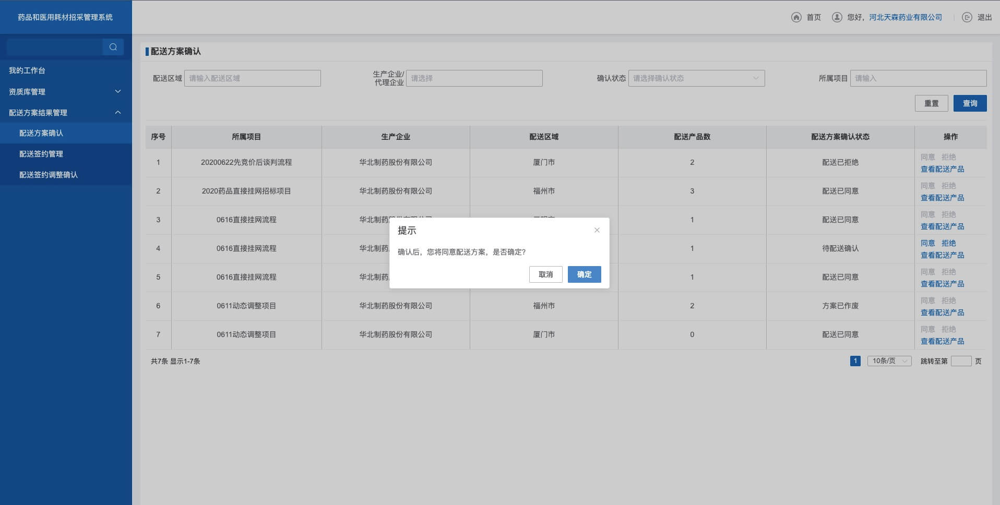 药品和医用耗材招采管理系统
首页
您好，河北天森药业有限公司
退出
我的工作台
资质库管理
配送方案结果管理
配送方案确认
配送签约管理
配送签约调整确认
配送方案确认
配送区域 请输入配送区域
生产企业/
代理企业 请选择
确认状态 请选择确认状态
所属项目 请输入
重置 查询
序号 所属项目 生产企业 配送区域 配送产品数 配送方案确认状态 操作
1 20200622先竞价后谈判流程 华北制药股份有限公司 厦门市 2 配送已拒绝 同意 拒绝
查看配送产品
2 2020药品直接挂网招标项目 华北制药股份有限公司 福州市 3 配送已同意 同意 拒绝
查看配送产品
3 0616直接挂网流程 华北制药 1 配送已同意 同意 拒绝
查看配送产品
4 0616直接挂网流程 华北制药 1 待配送确认 同意 拒绝
查看配送产品
5 0616直接挂网流程 华北制药 1 配送已同意 同意 拒绝
查看配送产品
6 0611动态调整项目 华北制药股份有限公司 福州市 2 方案已作废 同意 拒绝
查看配送产品
7 0611动态调整项目 华北制药股份有限公司 厦门市 0 配送已同意 同意 拒绝
查看配送产品
共7条 显示1-7条
1 10条/页 跳转至第 页
提示
确认后，您将同意配送方案，是否确定?
取消 确定